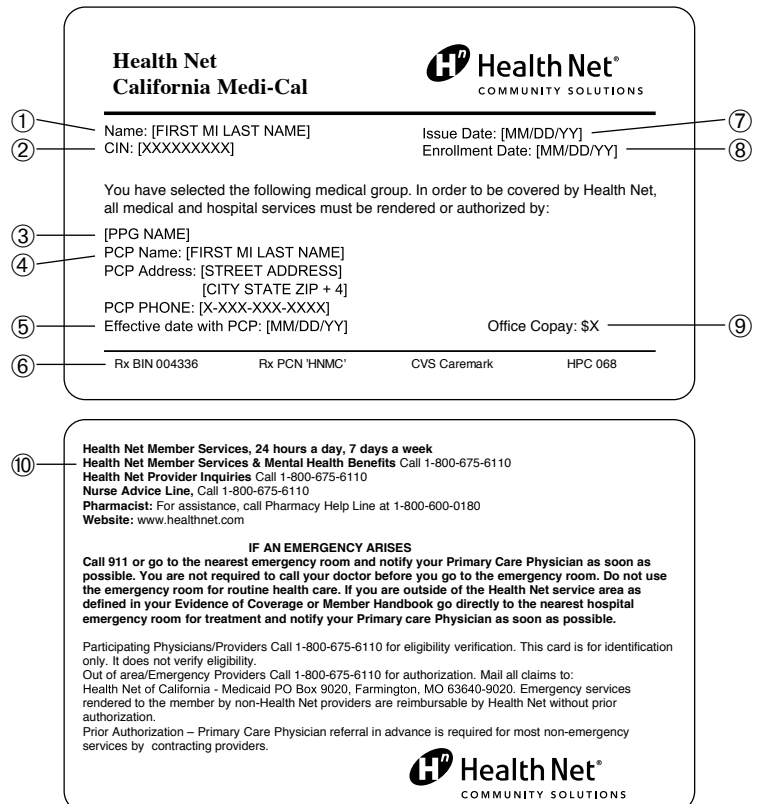 Health Net
California Medi-Cal
Hn Health Net®
COMMUNITY SOLUTIONS
① Name: [FIRST MI LAST NAME] Issue Date: [MM/DD/YY] ⑦
② CIN: [XXXXXXXXX] Enrollment Date: [MM/DD/YY] ⑧
You have selected the following medical group. In order to be covered by Health Net,
all medical and hospital services must be rendered or authorized by:
③ [PPG NAME]
④ PCP Name: [FIRST MI LAST NAME]
PCP Address: [STREET ADDRESS]
[CITY STATE ZIP + 4]
PCP PHONE: [X-XXX-XXX-XXXX]
⑤ Effective date with PCP: [MM/DD/YY] Office Copay: $X ⑨
⑥ Rx BIN 004336 Rx PCN 'HNMC' CVS Caremark HPC 068
Health Net Member Services, 24 hours a day, 7 days a week
⑩ Health Net Member Services & Mental Health Benefits Call 1-800-675-6110
Health Net Provider Inquiries Call 1-800-675-6110
Nurse Advice Line, Call 1-800-675-6110
Pharmacist: For assistance, call Pharmacy Help Line at 1-800-600-0180
Website: www.healthnet.com
IF AN EMERGENCY ARISES
Call 911 or go to the nearest emergency room and notify your Primary Care Physician as soon as
possible. You are not required to call your doctor before you go to the emergency room. Do not use
the emergency room for routine health care. If you are outside of the Health Net service area as
defined in your Evidence of Coverage or Member Handbook go directly to the nearest hospital
emergency room for treatment and notify your Primary care Physician as soon as possible.
Participating Physicians/Providers Call 1-800-675-6110 for eligibility verification. This card is for identification
only. It does not verify eligibility.
Out of area/Emergency Providers Call 1-800-675-6110 for authorization. Mail all claims to:
Health Net of California - Medicaid PO Box 9020, Farmington, MO 63640-9020. Emergency services
rendered to the member by non-Health Net providers are reimbursable by Health Net without prior
authorization.
Prior Authorization – Primary Care Physician referral in advance is required for most non-emergency
services by contracting providers.
Hn Health Net®
COMMUNITY SOLUTIONS